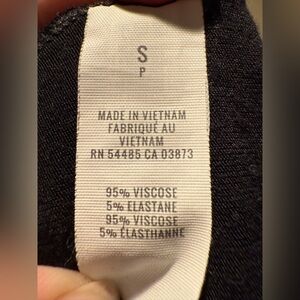 S
P
MADE IN VIETNAM
FABRIQUÉ AU
VIETNAM
RN 54485 CA 03873
95% VISCOSE
5% ELASTANE
95% VISCOSE
5% ÉLASTHANNE